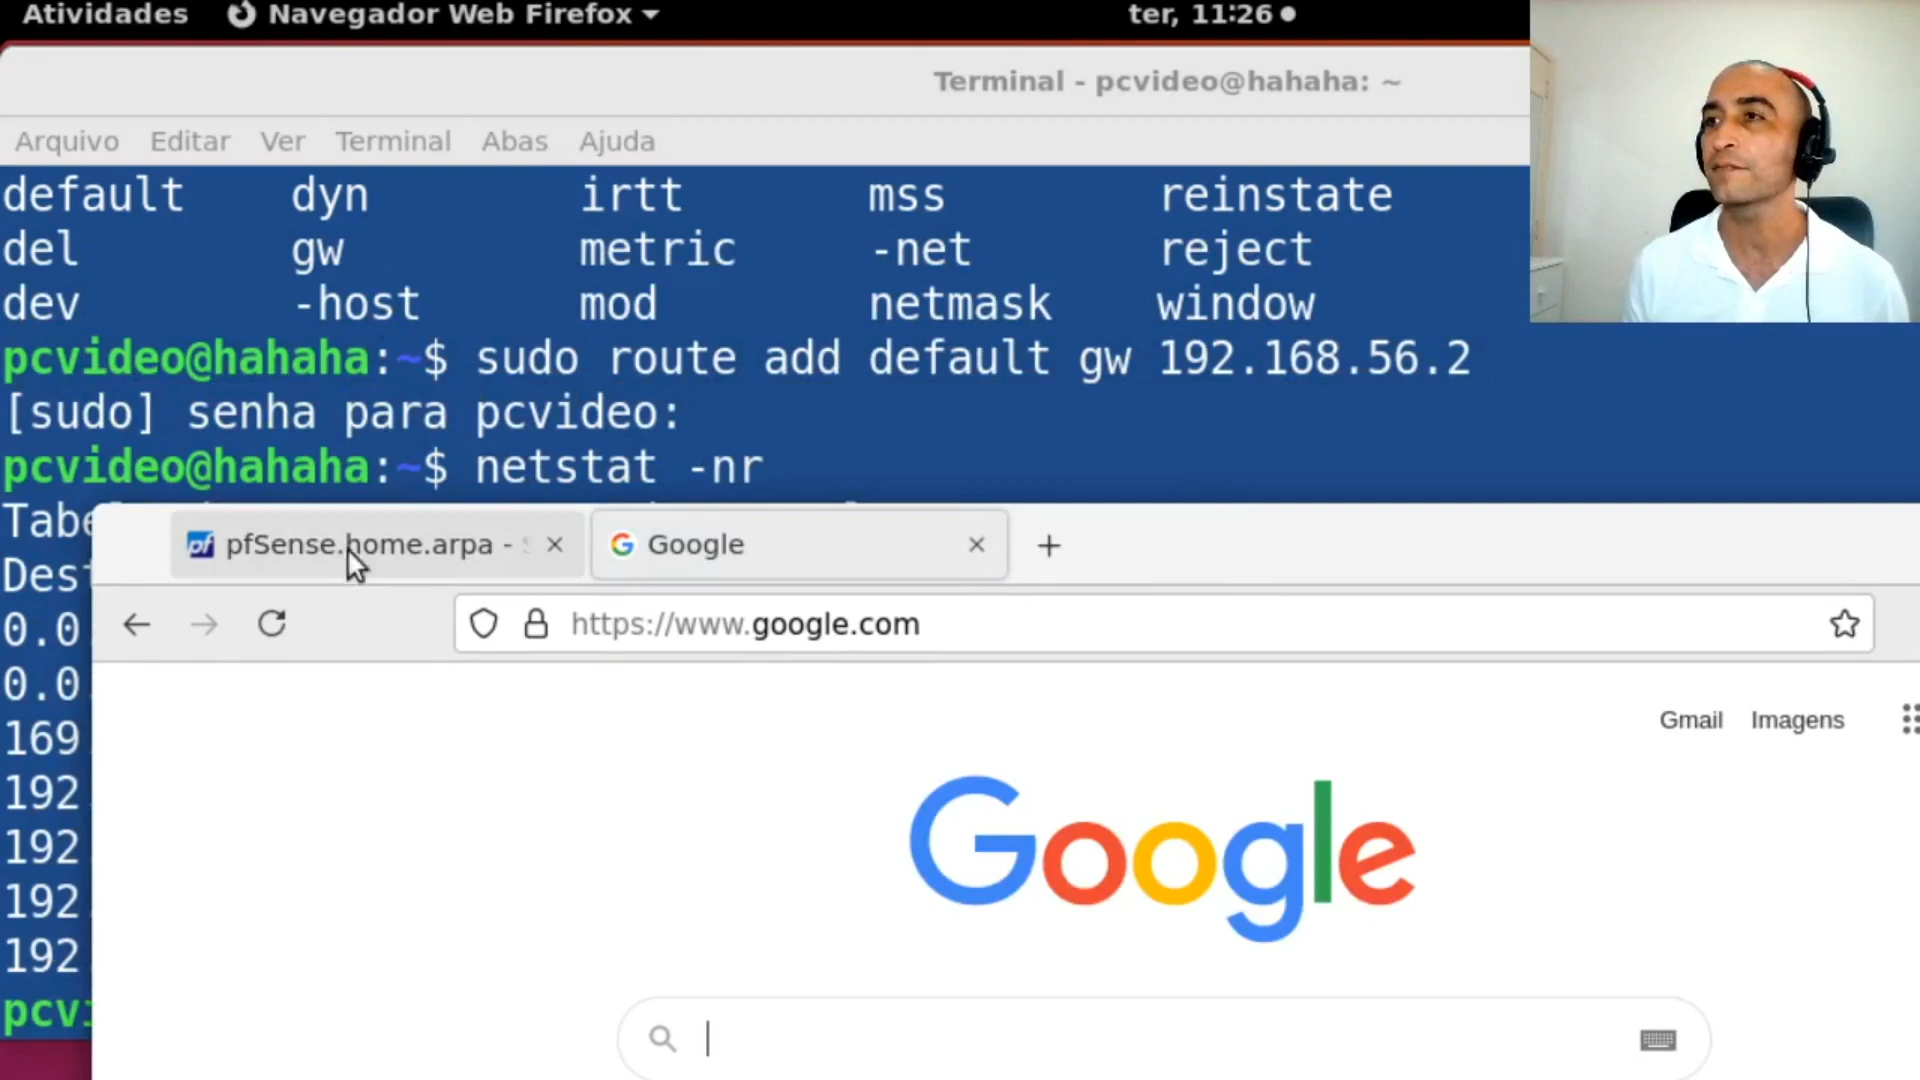 Atividades Navegador Web Firefox ter, 11:26
Terminal - pcvideo@hahaha: ~
Arquivo Editar Ver Terminal Abas Ajuda
default dyn irtt mss reinstate
del gw metric -net reject
dev -host mod netmask window
pcvideo@hahaha:~$ sudo route add default gw 192.168.56.2
[sudo] senha para pcvideo:
pcvideo@hahaha:~$ netstat -nr
pfSense.home.arpa - Google
https://www.google.com
0.0
0.0
169
192
192
192
192
Gmail Imagens
Google